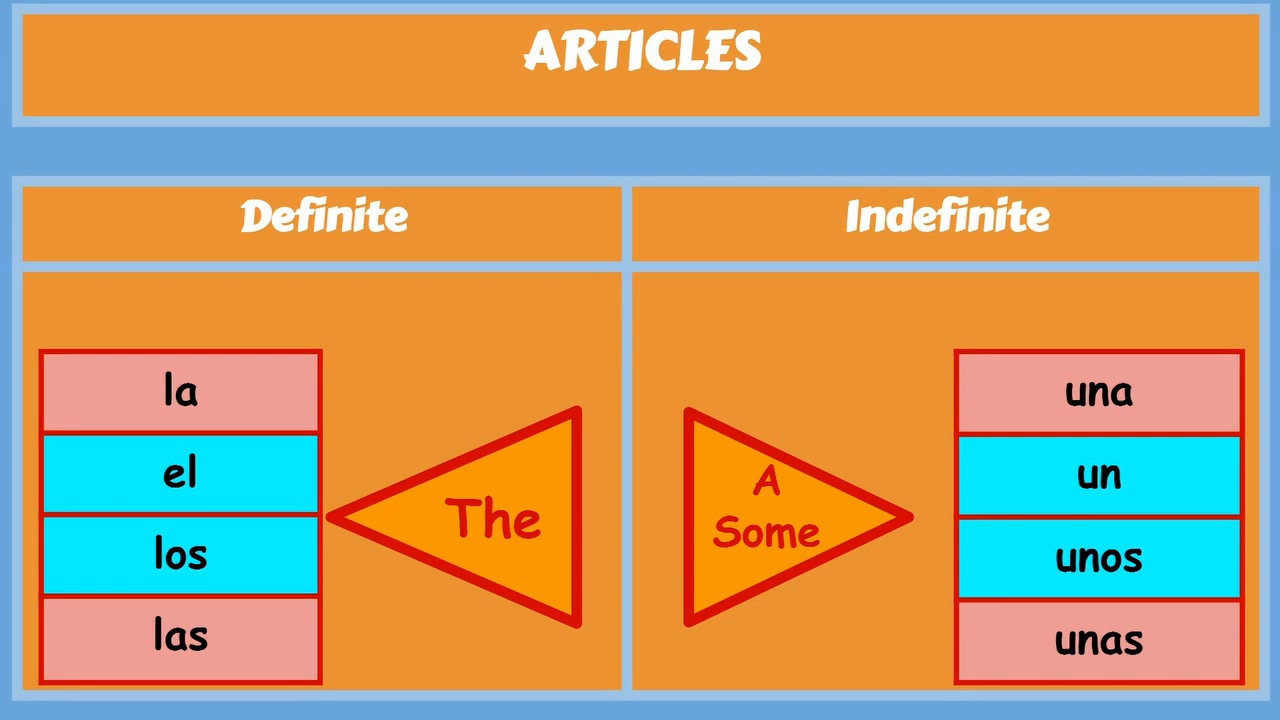 ARTICLES
Definite
Indefinite
la
el
los
las
The
A
Some
una
un
unos
unas